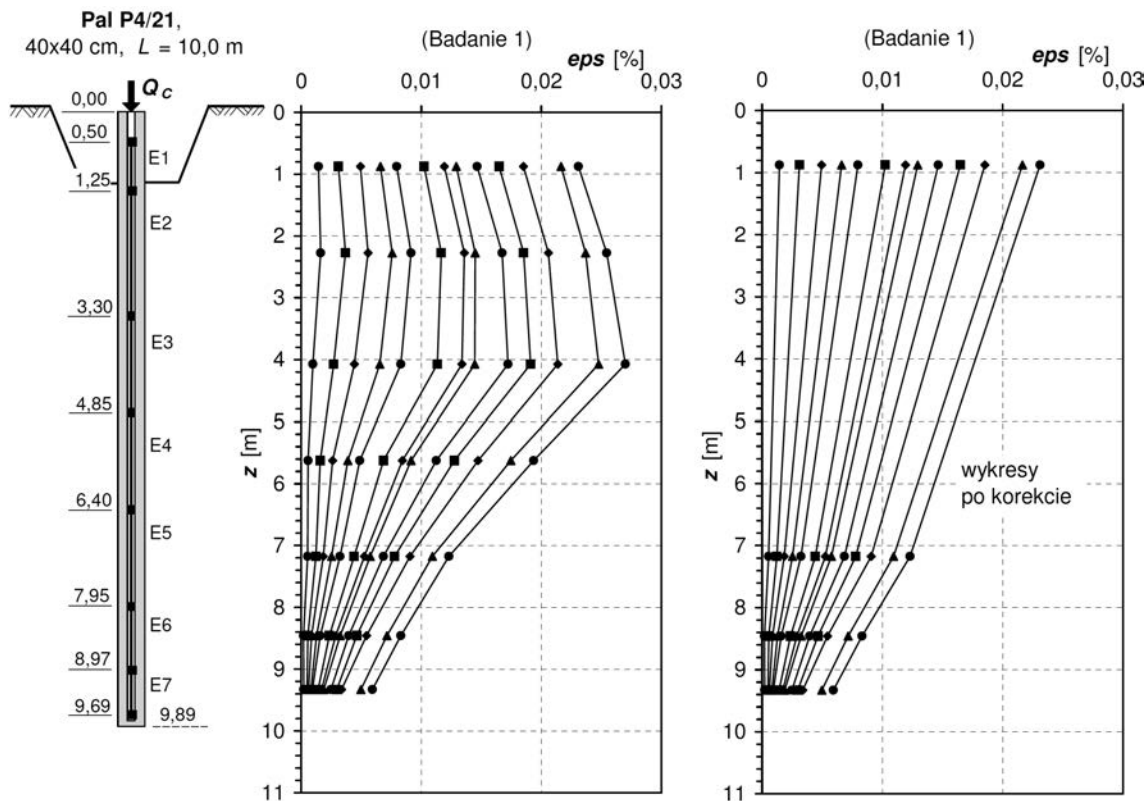 Pal P4/21,
40x40 cm, L = 10,0 m
Qc
0,00
0,50
E1
1,25
E2
3,30
E3
4,85
E4
6,40
E5
7,95
E6
8,97
E7
9,69
9,89
(Badanie 1)
eps [%]
0
0,01
0,02
0,03
0
1
2
3
4
5
6
7
8
9
10
11
z [m]
(Badanie 1)
eps [%]
0
0,01
0,02
0,03
0
1
2
3
4
5
6
7
8
9
10
11
z [m]
wykresy
po korekcie